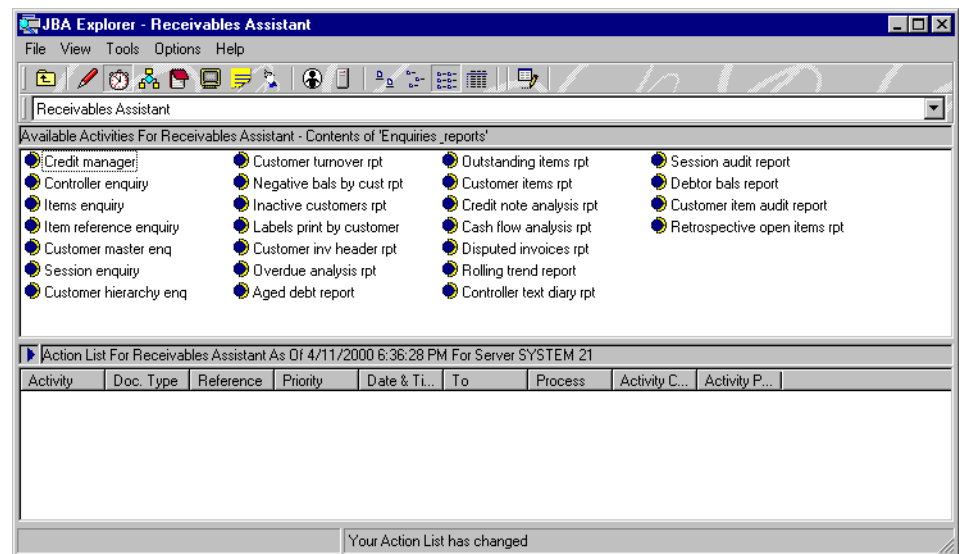 JBA Explorer - Receivables Assistant
File View Tools Options Help
Receivables Assistant
Available Activities For Receivables Assistant - Contents of 'Enquiries_reports'
Credit manager Customer turnover rpt Outstanding items rpt Session audit report
Controller enquiry Negative bals by cust rpt Customer items rpt Debtor bals report
Items enquiry Inactive customers rpt Credit note analysis rpt Customer item audit report
Item reference enquiry Labels print by customer Cash flow analysis rpt Retrospective open items rpt
Customer master enq Customer inv header rpt Disputed invoices rpt
Session enquiry Overdue analysis rpt Rolling trend report
Customer hierarchy enq Aged debt report Controller text diary rpt
Action List For Receivables Assistant As Of 4/11/2000 6:36:28 PM For Server SYSTEM 21
Activity Doc. Type Reference Priority Date & Ti... To Process Activity C... Activity P...
Your Action List has changed